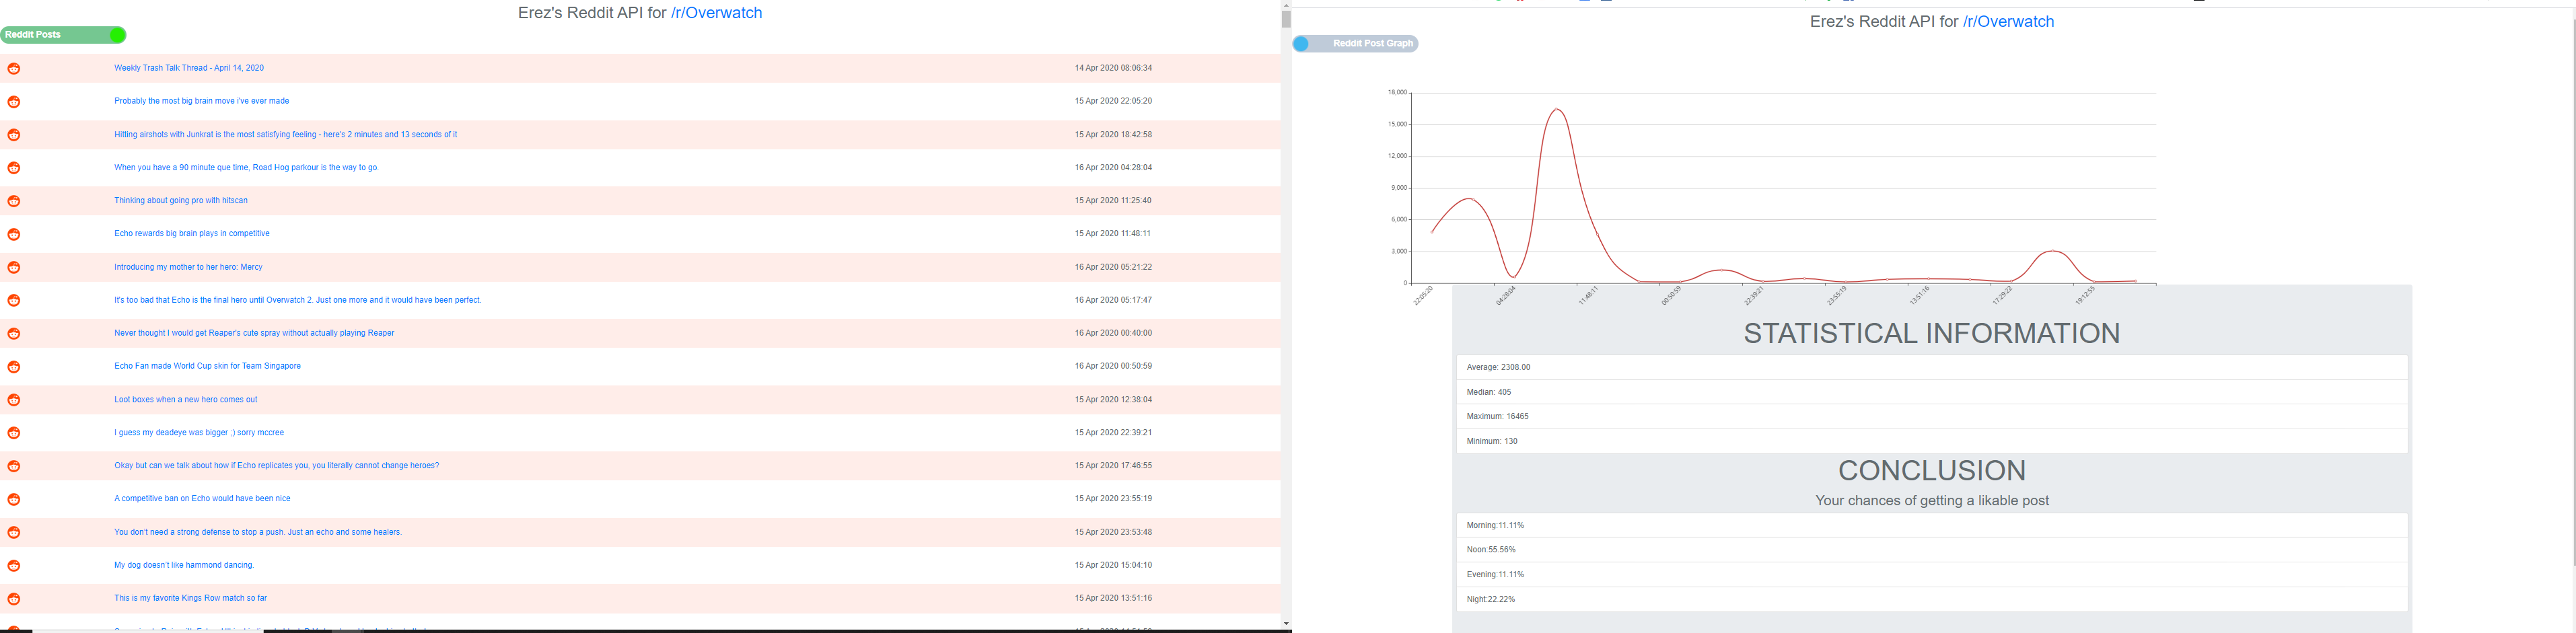 Erez's Reddit API for /r/Overwatch
Reddit Posts
Weekly Trash Talk Thread - April 14, 2020 14 Apr 2020 08:06:34
Probably the most big brain move i've ever made 15 Apr 2020 22:05:20
Hitting airshots with Junkrat is the most satisfying feeling - here's 2 minutes and 13 seconds of it 15 Apr 2020 18:42:58
When you have a 90 minute que time, Road Hog parkour is the way to go. 16 Apr 2020 04:28:04
Thinking about going pro with hitscan 15 Apr 2020 11:25:40
Echo rewards big brain plays in competitive 15 Apr 2020 11:48:11
Introducing my mother to her hero: Mercy 16 Apr 2020 05:21:22
It's too bad that Echo is the final hero until Overwatch 2. Just one more and it would have been perfect. 16 Apr 2020 05:17:47
Never thought I would get Reaper's cute spray without actually playing Reaper 16 Apr 2020 00:40:00
Echo Fan made World Cup skin for Team Singapore 16 Apr 2020 00:50:59
Loot boxes when a new hero comes out 15 Apr 2020 12:38:04
I guess my deadeye was bigger ;) sorry mccree 15 Apr 2020 22:39:21
Okay but can we talk about how if Echo replicates you, you literally cannot change heroes? 15 Apr 2020 17:46:55
A competitive ban on Echo would have been nice 15 Apr 2020 23:55:19
You don't need a strong defense to stop a push. Just an echo and some healers. 15 Apr 2020 23:53:48
My dog doesn't like hammond dancing. 15 Apr 2020 15:04:10
This is my favorite Kings Row match so far 15 Apr 2020 13:51:16
Erez's Reddit API for /r/Overwatch
Reddit Post Graph
18,000
15,000
12,000
9,000
6,000
3,000
0
22:05:20 04:28:04 11:48:11 00:50:59 22:39:21 23:55:19 13:51:16 17:29:22 19:12:55
STATISTICAL INFORMATION
Average: 2308.00
Median: 405
Maximum: 16465
Minimum: 130
CONCLUSION
Your chances of getting a likable post
Morning:11.11%
Noon:55.56%
Evening:11.11%
Night:22.22%